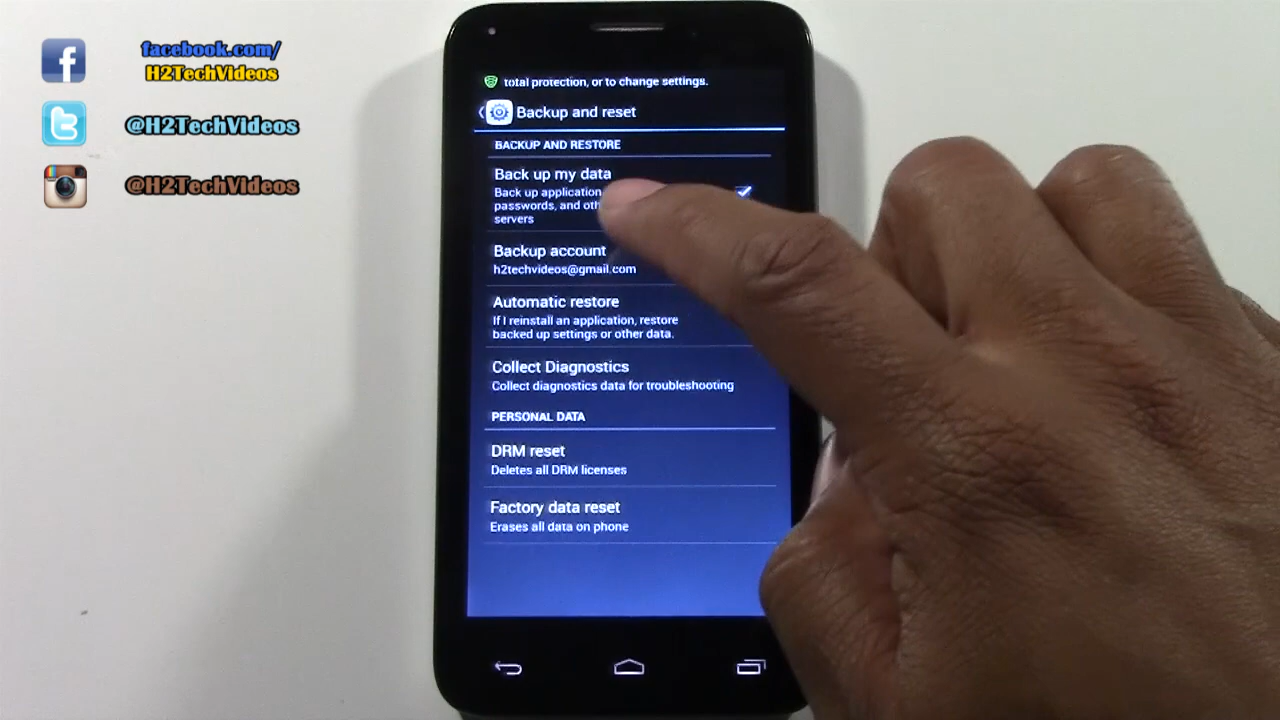 facebook.com/
H2TechVideos
@H2TechVideos
@H2TechVideos
total protection, or to change settings.
Backup and reset
BACKUP AND RESTORE
Back up my data
Back up application
passwords, and oth
servers
Backup account
h2techvideos@gmail.com
Automatic restore
If I reinstall an application, restore
backed up settings or other data.
Collect Diagnostics
Collect diagnostics data for troubleshooting
PERSONAL DATA
DRM reset
Deletes all DRM licenses
Factory data reset
Erases all data on phone